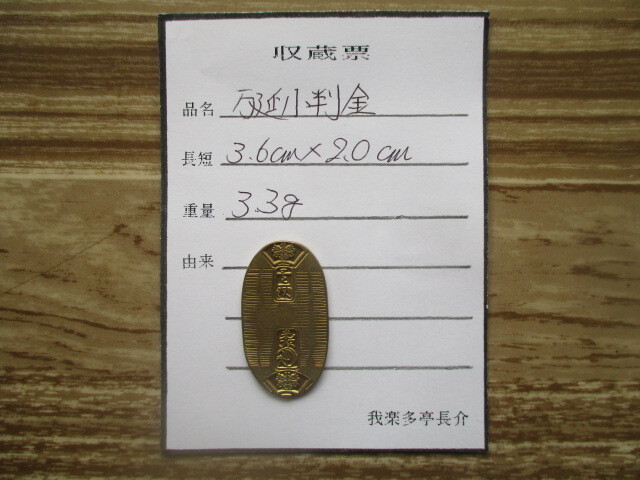 収蔵票
品名 万延小判金
長短 3.6cm×2.0cm
重量 3.3g
由来
我楽多亭長介